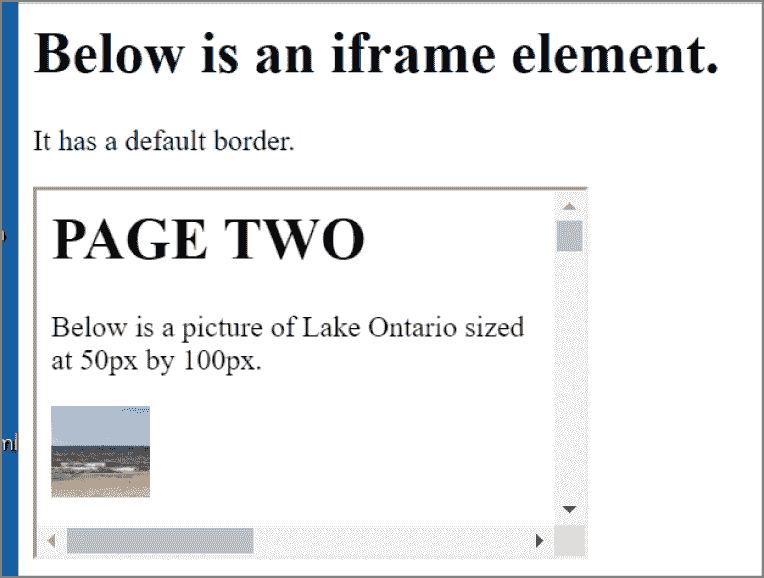 Below is an iframe element.
It has a default border.
PAGE TWO
Below is a picture of Lake Ontario sized
at 50px by 100px.